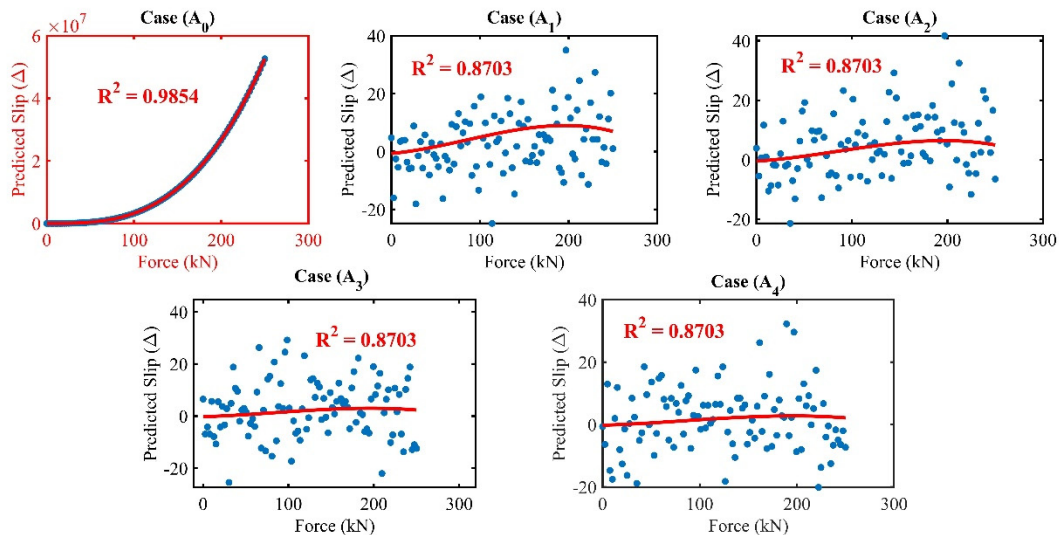 Case (A₀)
×10⁷
6
4
2
0
R² = 0.9854
Predicted Slip (Δ)
0 100 200 300
Force (kN)
Case (A₁)
40
20
0
-20
R² = 0.8703
Predicted Slip (Δ)
0 100 200 300
Force (kN)
Case (A₂)
40
20
0
-20
R² = 0.8703
Predicted Slip (Δ)
0 100 200 300
Force (kN)
Case (A₃)
40
20
0
-20
R² = 0.8703
Predicted Slip (Δ)
0 100 200 300
Force (kN)
Case (A₄)
40
20
0
-20
R² = 0.8703
Predicted Slip (Δ)
0 100 200 300
Force (kN)